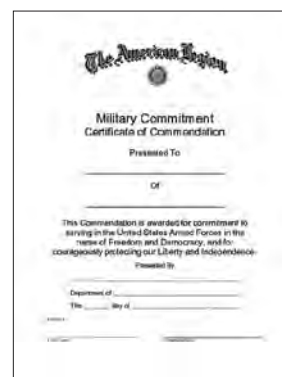 The American Legion
Military Commitment
Certificate of Commendation
Presented To
Of
This Commendation is awarded for commitment to
serving in the United States Armed Forces in the
name of Freedom and Democracy, and for
courageously protecting our Liberty and Independence.
Presented By
Department of
This day of